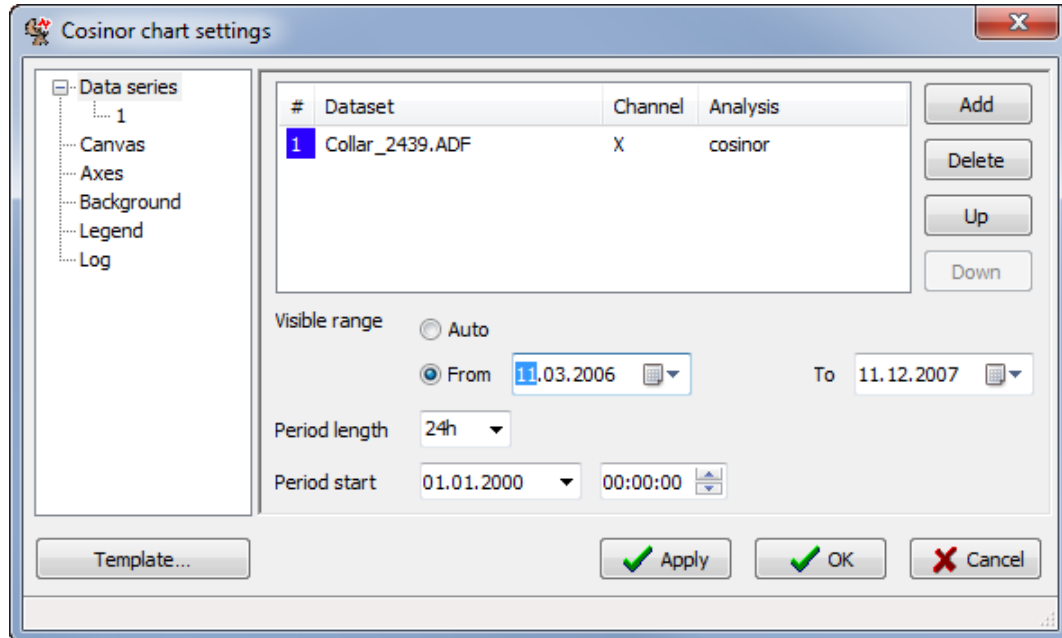 Cosinor chart settings
Data series
1
Canvas
Axes
Background
Legend
Log
# Dataset Channel Analysis
1 Collar_2439.ADF X cosinor
Add
Delete
Up
Down
Visible range Auto
From 11.03.2006 To 11.12.2007
Period length 24h
Period start 01.01.2000 00:00:00
Template... Apply OK Cancel